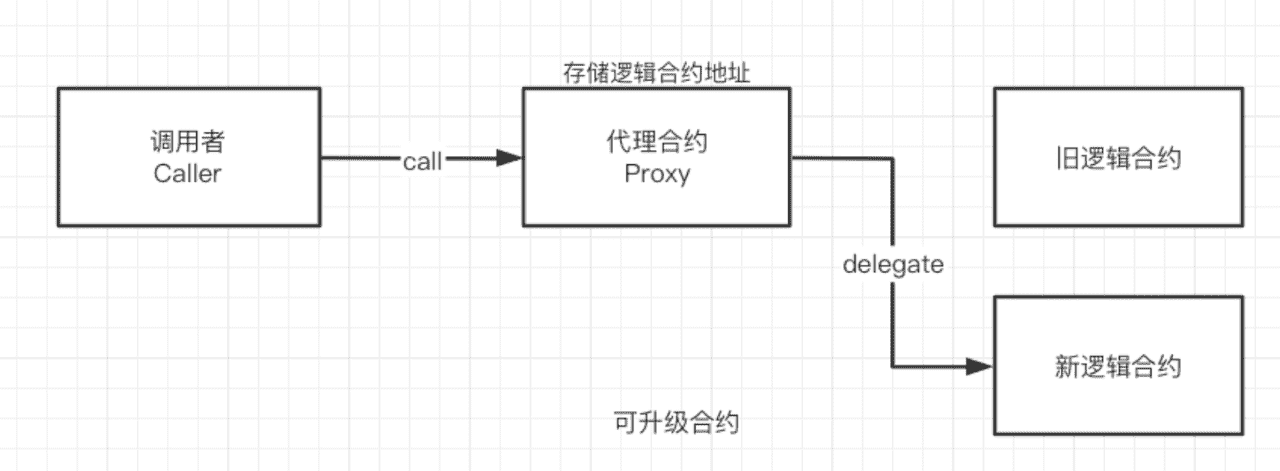 存储逻辑合约地址
调用者
Caller
call
代理合约
Proxy
旧逻辑合约
delegate
新逻辑合约
可升级合约